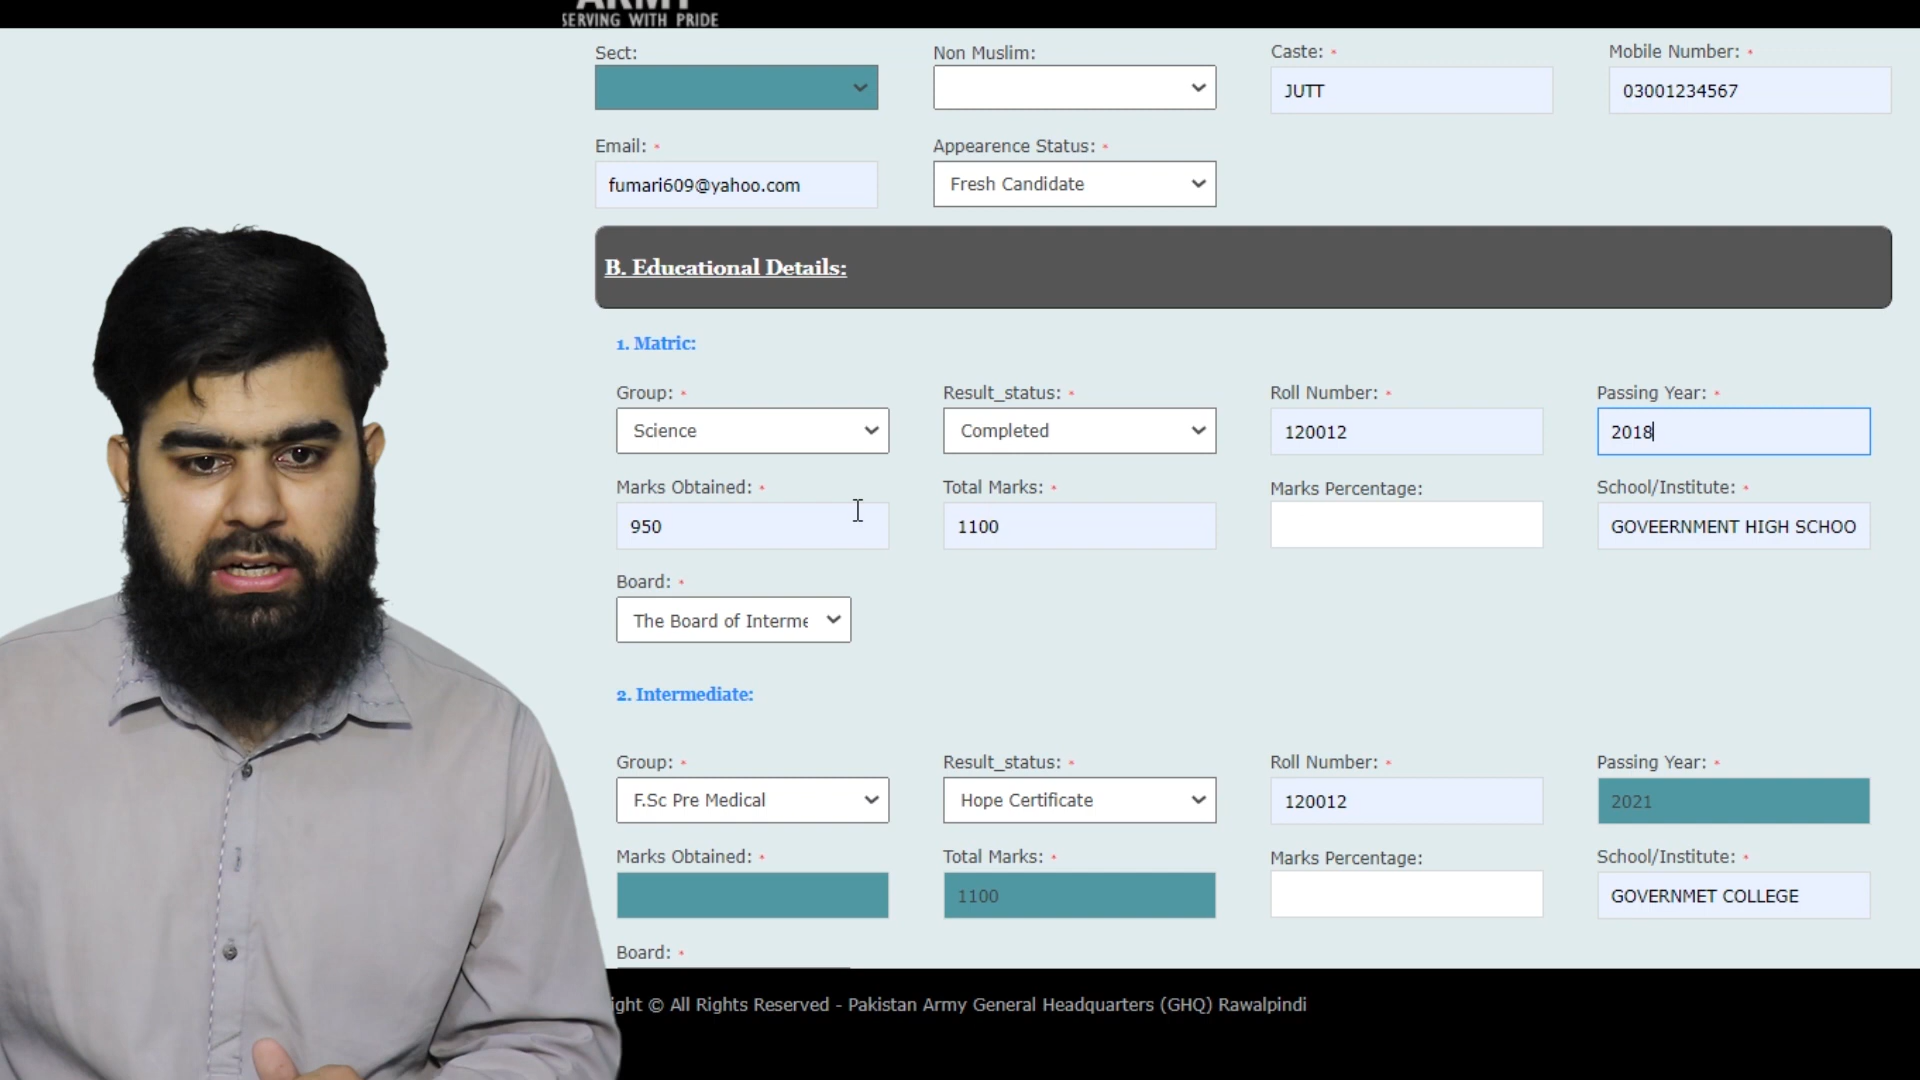 ARMY
SERVING WITH PRIDE
Sect: Non Muslim: Caste: * Mobile Number: *
JUTT 03001234567
Email: * Appearence Status: *
fumari609@yahoo.com Fresh Candidate
B. Educational Details:
1. Matric:
Group: * Result_status: * Roll Number: * Passing Year: *
Science Completed 120012 2018
Marks Obtained: * Total Marks: * Marks Percentage: School/Institute: *
950 1100 GOVEERNMENT HIGH SCHOO
Board: *
The Board of Interme
2. Intermediate:
Group: * Result_status: * Roll Number: * Passing Year: *
F.Sc Pre Medical Hope Certificate 120012 2021
Marks Obtained: * Total Marks: * Marks Percentage: School/Institute: *
1100 GOVERNMET COLLEGE
Board: *
ight © All Rights Reserved - Pakistan Army General Headquarters (GHQ) Rawalpindi